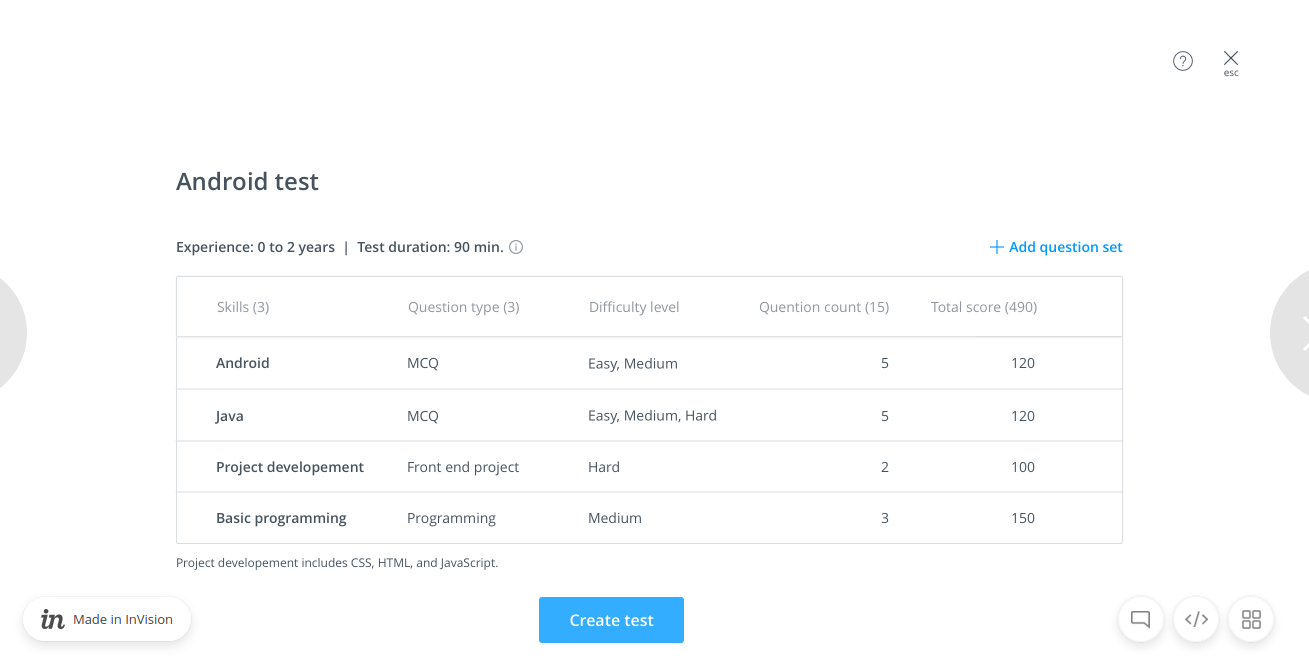 ?
esc
Android test
Experience: 0 to 2 years | Test duration: 90 min.
+ Add question set
Skills (3) Question type (3) Difficulty level Quention count (15) Total score (490)
Android MCQ Easy, Medium 5 120
Java MCQ Easy, Medium, Hard 5 120
Project developement Front end project Hard 2 100
Basic programming Programming Medium 3 150
Project developement includes CSS, HTML, and JavaScript.
in Made in InVision
Create test